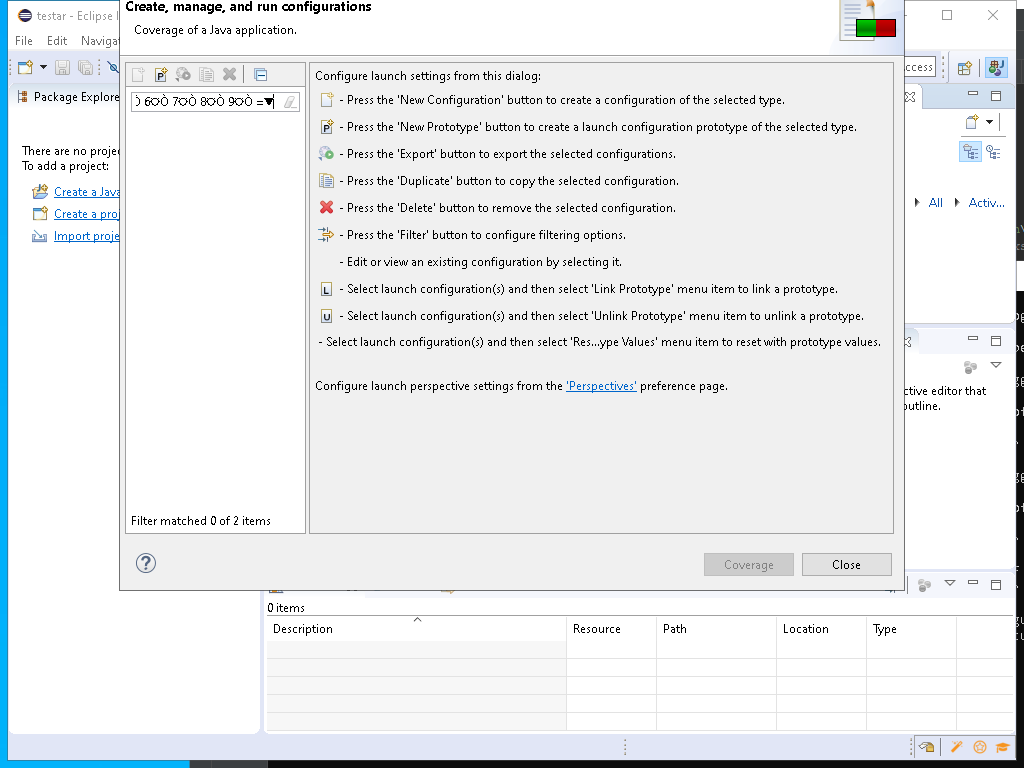 Create, manage, and run configurations
testar - Eclipse I
Coverage of a Java application.
File Edit Navigat
Package Explore
There are no projec
To add a project:
Create a Java
Create a proj
Import proje
Configure launch settings from this dialog:
- Press the 'New Configuration' button to create a configuration of the selected type.
- Press the 'New Prototype' button to create a launch configuration prototype of the selected type.
- Press the 'Export' button to export the selected configurations.
- Press the 'Duplicate' button to copy the selected configuration.
- Press the 'Delete' button to remove the selected configuration.
- Press the 'Filter' button to configure filtering options.
- Edit or view an existing configuration by selecting it.
L - Select launch configuration(s) and then select 'Link Prototype' menu item to link a prototype.
U - Select launch configuration(s) and then select 'Unlink Prototype' menu item to unlink a prototype.
- Select launch configuration(s) and then select 'Res...ype Values' menu item to reset with prototype values.
Configure launch perspective settings from the 'Perspectives' preference page.
Filter matched 0 of 2 items
Coverage Close
ccess
All Activ...
ctive editor that
outline.
0 items
Description Resource Path Location Type